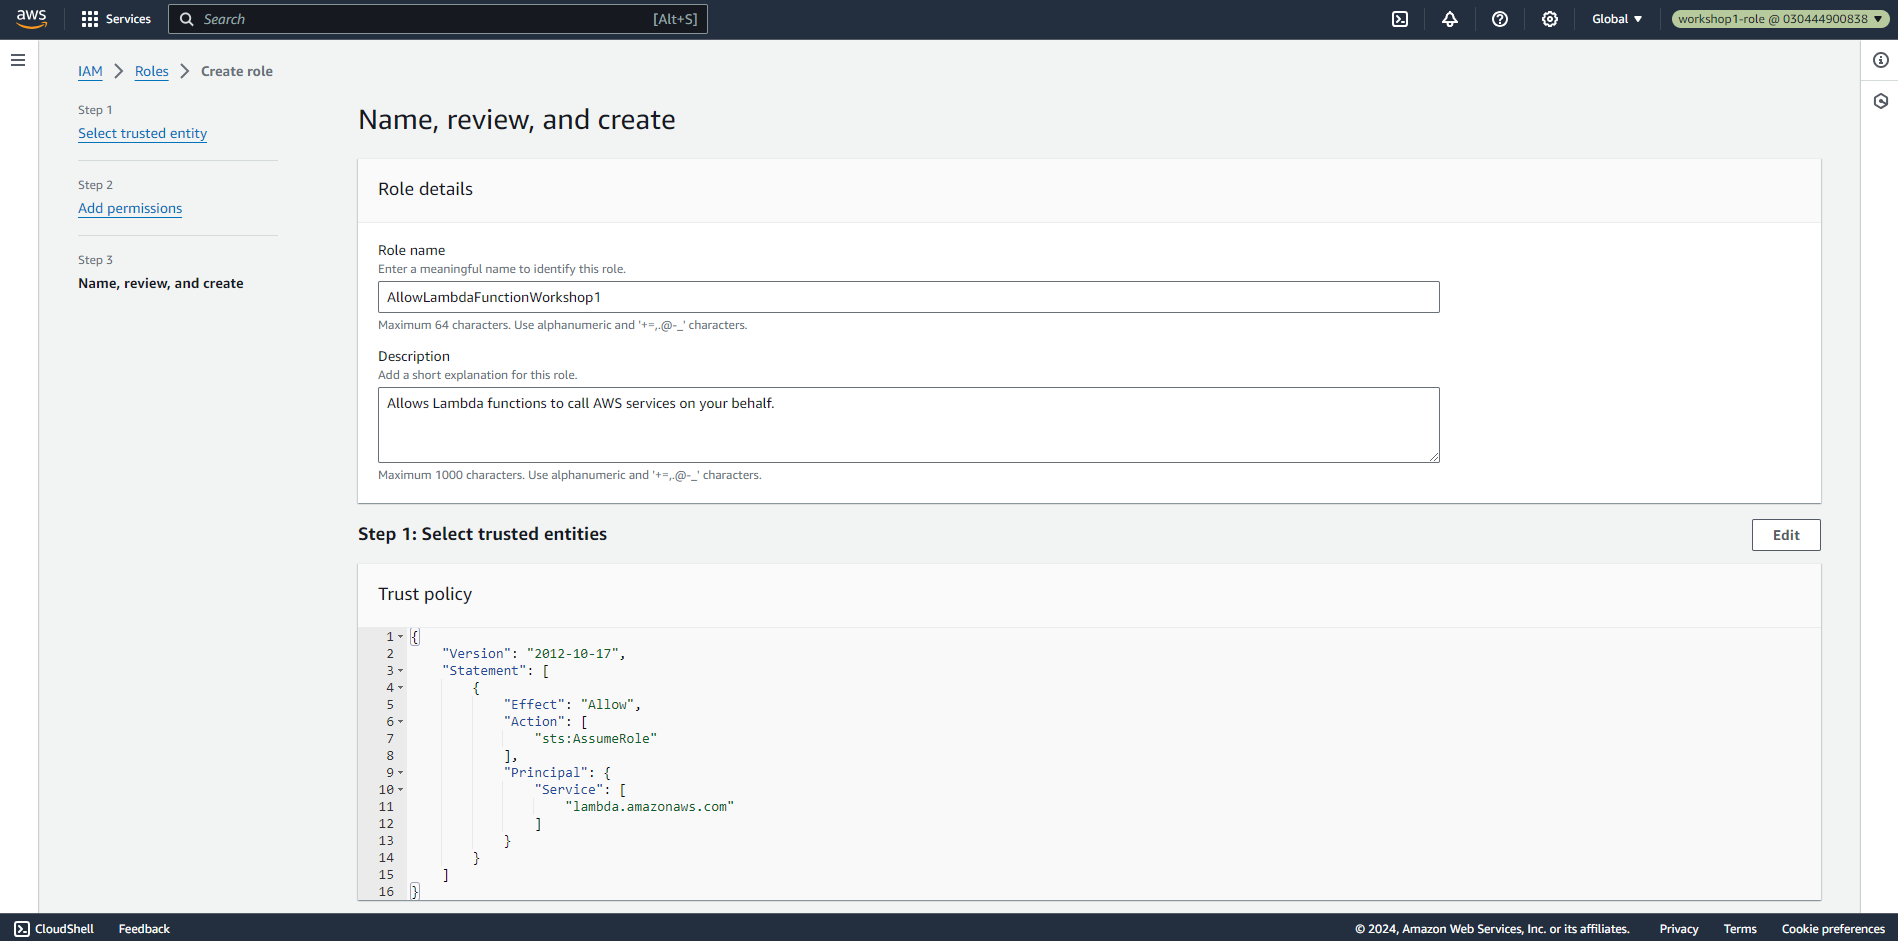 aws Services Search [Alt+S] Global workshop1-role @ 030444900838
IAM Roles Create role
Step 1
Select trusted entity
Step 2
Add permissions
Step 3
Name, review, and create
Name, review, and create
Role details
Role name
Enter a meaningful name to identify this role.
AllowLambdaFunctionWorkshop1
Maximum 64 characters. Use alphanumeric and '+=,.@-_' characters.
Description
Add a short explanation for this role.
Allows Lambda functions to call AWS services on your behalf.
Maximum 1000 characters. Use alphanumeric and '+=,.@-_' characters.
Step 1: Select trusted entities Edit
Trust policy
1 {
2 "Version": "2012-10-17",
3 "Statement": [
4 {
5 "Effect": "Allow",
6 "Action": [
7 "sts:AssumeRole"
8 ],
9 "Principal": {
10 "Service": [
11 "lambda.amazonaws.com"
12 ]
13 }
14 }
15 ]
16 }
CloudShell Feedback © 2024, Amazon Web Services, Inc. or its affiliates. Privacy Terms Cookie preferences